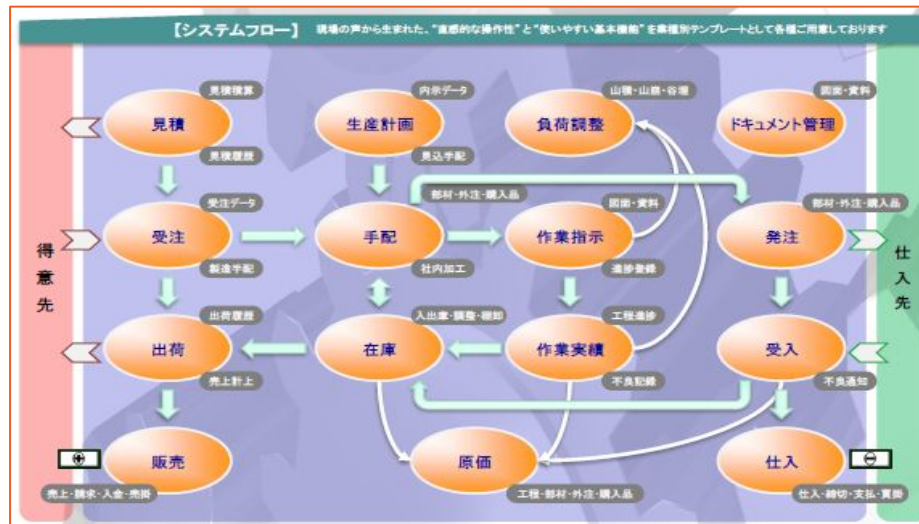 【システムフロー】 現場の声から生まれた、“直感的な操作性”と“使いやすい基本機能”を業種別テンプレートとして各種ご用意しております
得意先
仕入先
見積積算
見積
見積履歴
内示データ
生産計画
見込手配
山積・山崩・谷埋
負荷調整
図面・資料
ドキュメント管理
受注データ
受注
製造手配
部材・外注・購入品
手配
社内加工
図面・資料
作業指示
進捗登録
部材・外注・購入品
発注
出荷履歴
出荷
売上計上
入出庫・調整・棚卸
在庫
工程進捗
作業実績
不良記録
受入
不良通知
販売
売上・請求・入金・売掛
原価
工程・部材・外注・購入品
仕入
仕入・締切・支払・買掛